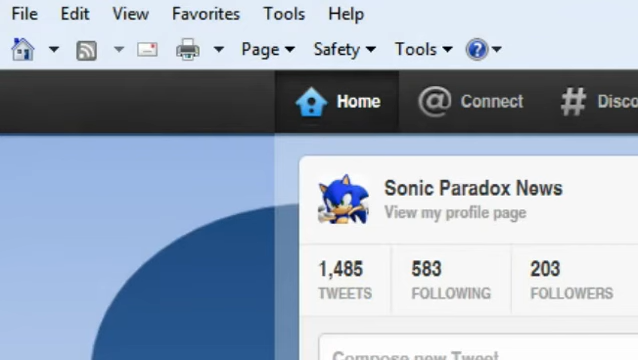 File Edit View Favorites Tools Help
Page Safety Tools
Home @ Connect # Disco
Sonic Paradox News
View my profile page
1,485 583 203
TWEETS FOLLOWING FOLLOWERS
Compose new Tweet